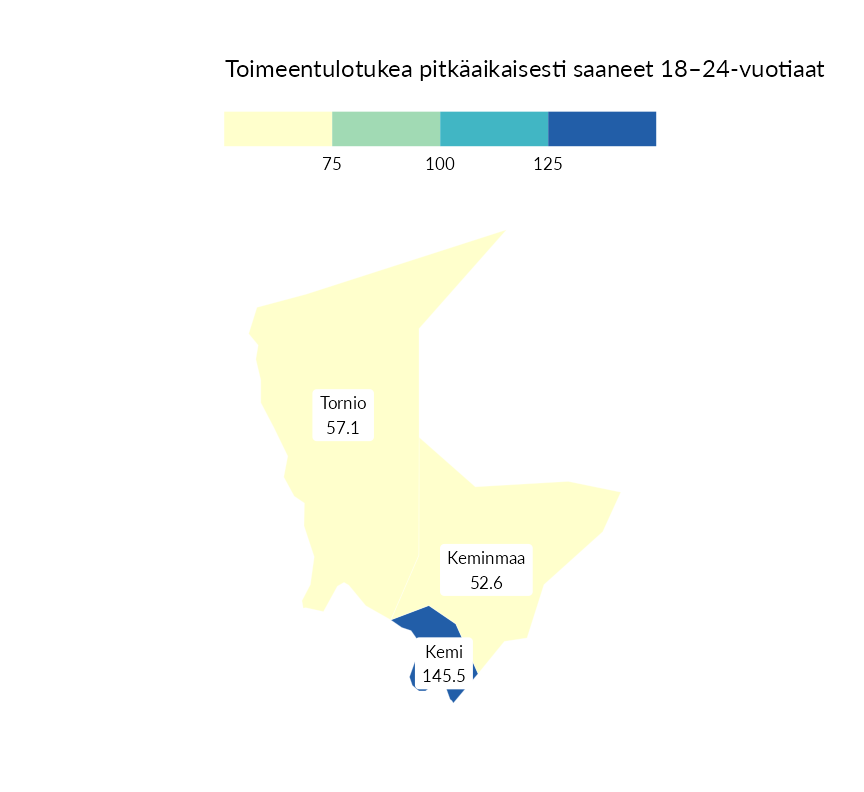 Toimeentulotukea pitkäaikaisesti saaneet 18–24-vuotiaat
75 100 125
Tornio
57.1
Keminmaa
52.6
Kemi
145.5